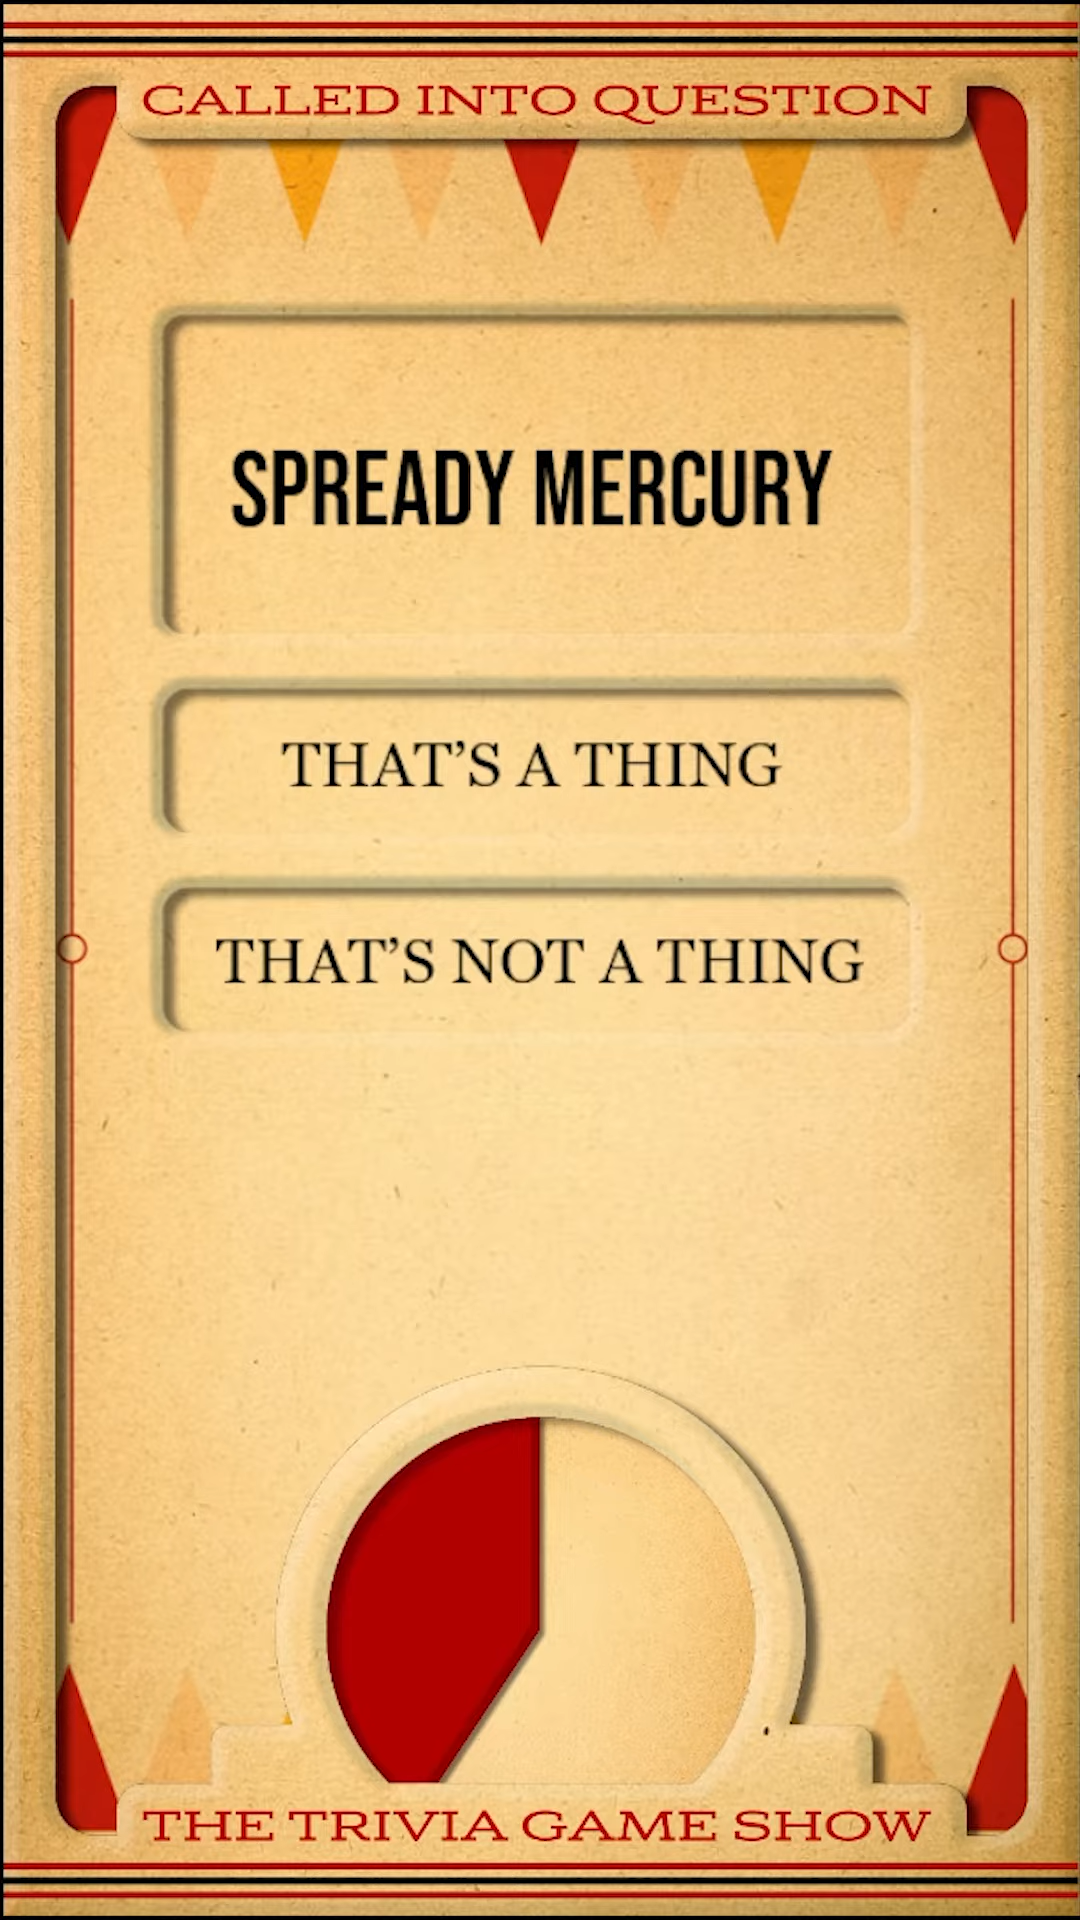 CALLED INTO QUESTION
SPREADY MERCURY
THAT’S A THING
THAT’S NOT A THING
THE TRIVIA GAME SHOW